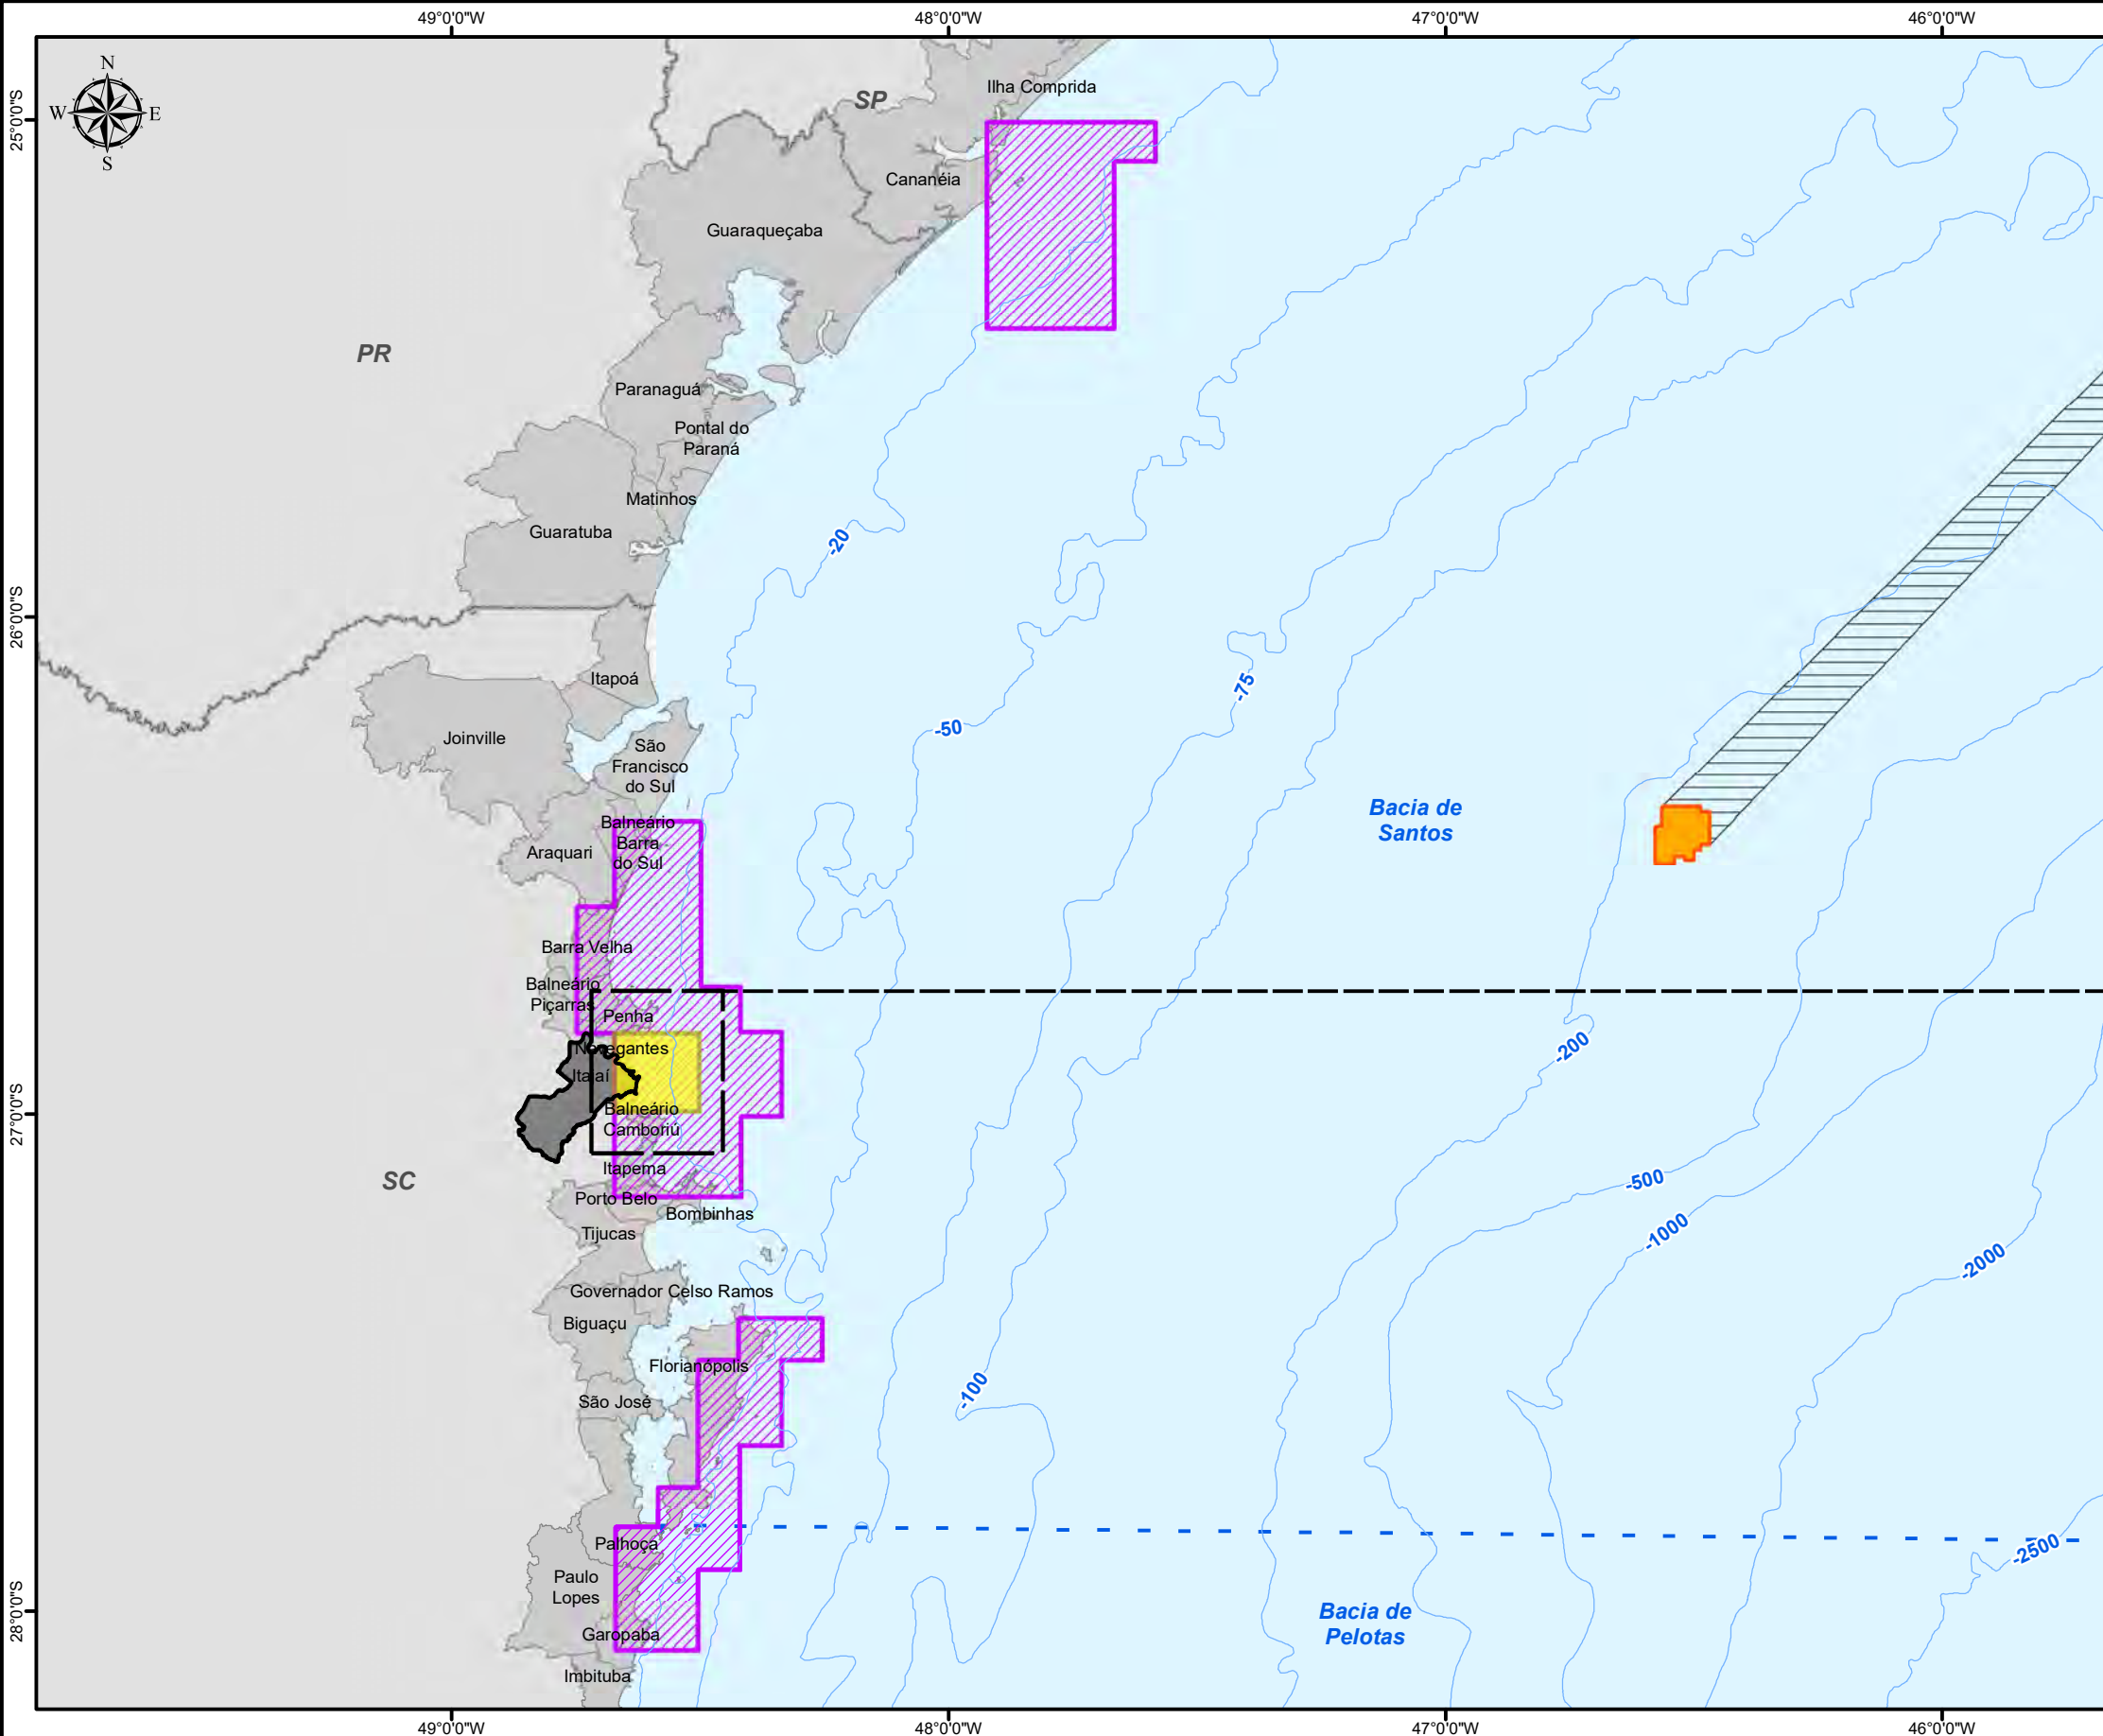 49°0'0"W
48°0'0"W
47°0'0"W
46°0'0"W
N
W
E
S
25°0'0"S
26°0'0"S
27°0'0"S
28°0'0"S
SP
Ilha Comprida
Cananéia
Guaraqueçaba
PR
Paranaguá
Pontal do
Paraná
Matinhos
Guaratuba
-20
Itapoá
-75
-50
Joinville
São
Francisco
do Sul
Bacia de
Santos
Balneário
Barra
do Sul
Araquari
Barra Velha
Balneário
Piçarras
Penha
Navegantes
-200
Itajaí
Balneário
Camboriú
Itapema
SC
-500
Porto Belo
Bombinhas
Tijucas
-1000
-2000
Governador Celso Ramos
Biguaçu
Florianópolis
-100
São José
Palhoça
-2500
Paulo
Lopes
Bacia de
Pelotas
Garopaba
Imbituba
49°0'0"W
48°0'0"W
47°0'0"W
46°0'0"W